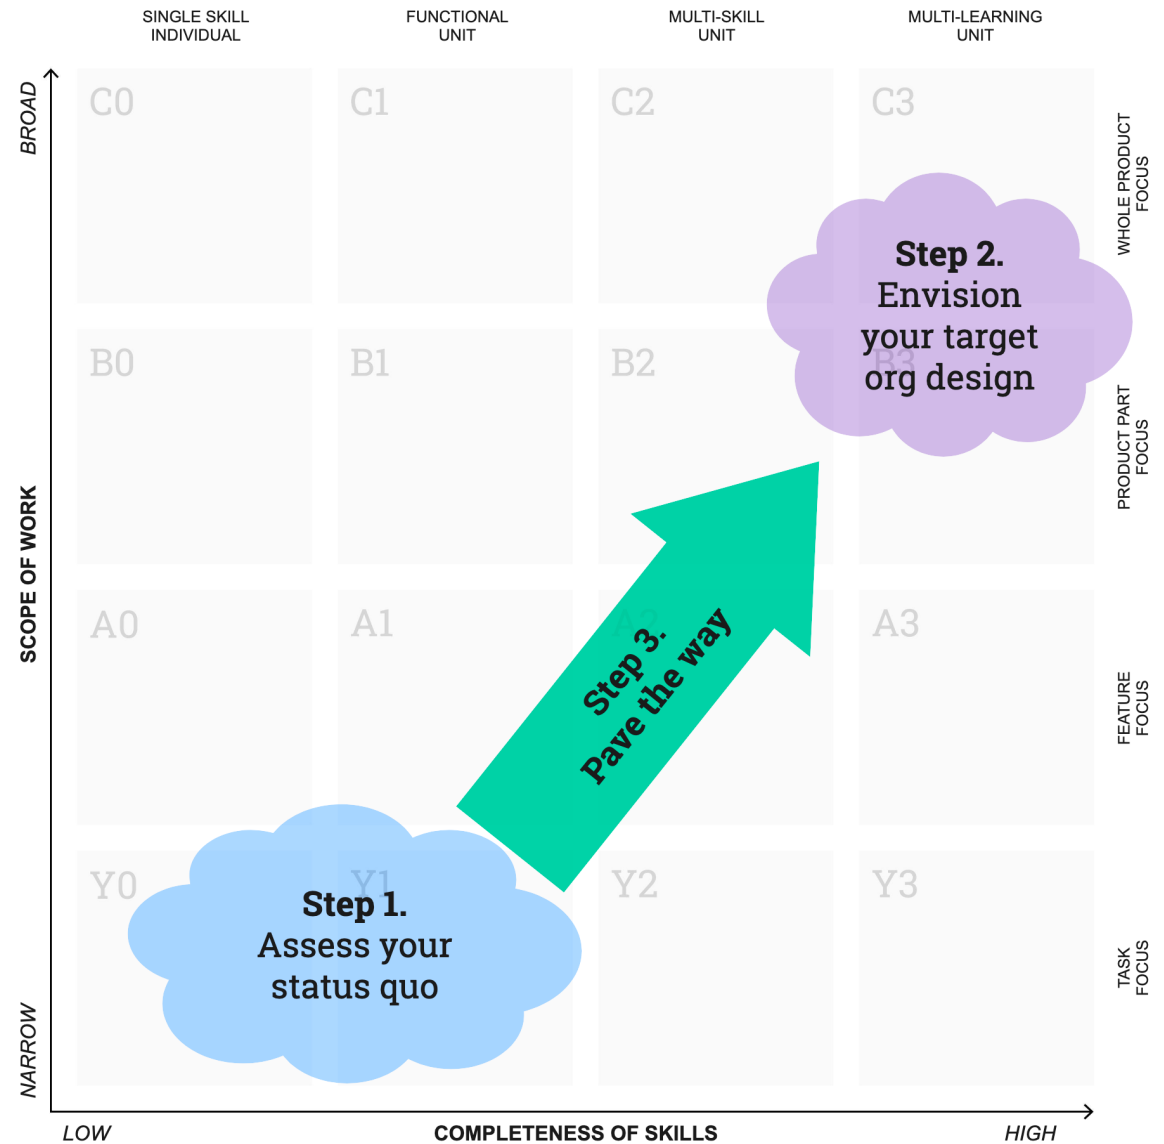 SINGLE SKILL
INDIVIDUAL
FUNCTIONAL
UNIT
MULTI-SKILL
UNIT
MULTI-LEARNING
UNIT
BROAD
SCOPE OF WORK
NARROW
C0
C1
C2
C3
WHOLE PRODUCT
FOCUS
Step 2.
Envision
your target
org design
B0
B1
B2
B3
PRODUCT PART
FOCUS
A0
A1
A2
A3
FEATURE
FOCUS
Step 3.
Pave the way
Y0
Y1
Y2
Y3
TASK
FOCUS
Step 1.
Assess your
status quo
LOW
COMPLETENESS OF SKILLS
HIGH